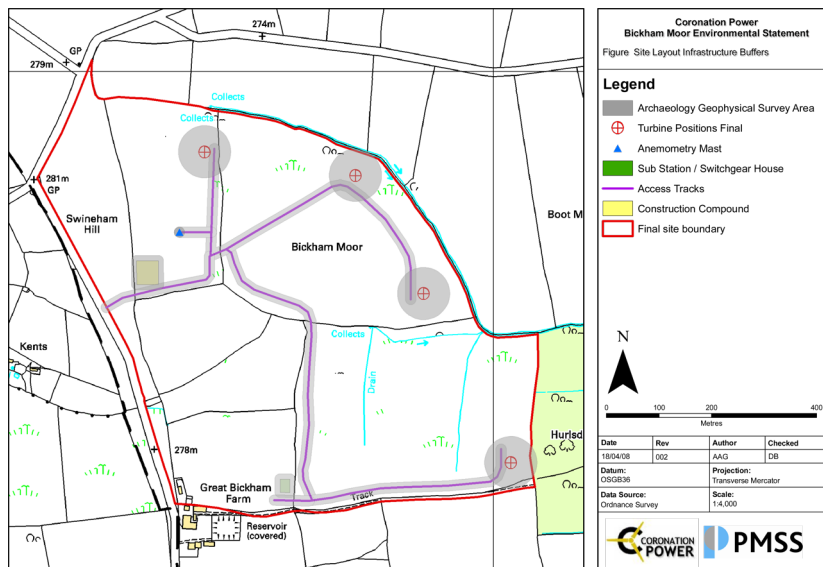 274m
GP
279m
Collects
Collects
281m
GP
Swineham
Hill
Bickham Moor
Boot M
Collects
Kents
Drain
278m
Hurlsd
Great Bickham
Farm
Track
Reservoir
(covered)
Coronation Power
Bickham Moor Environmental Statement
Figure Site Layout Infrastructure Buffers
Legend
Archaeology Geophysical Survey Area
Turbine Positions Final
Anemometry Mast
Sub Station / Switchgear House
Access Tracks
Construction Compound
Final site boundary
N
0 100 200 400
Metres
Date Rev Author Checked
18/04/08 002 AAG DB
Datum: Projection:
OSGB36 Transverse Mercator
Data Source: Scale:
Ordnance Survey 1:4,000
CORONATION
POWER
PMSS